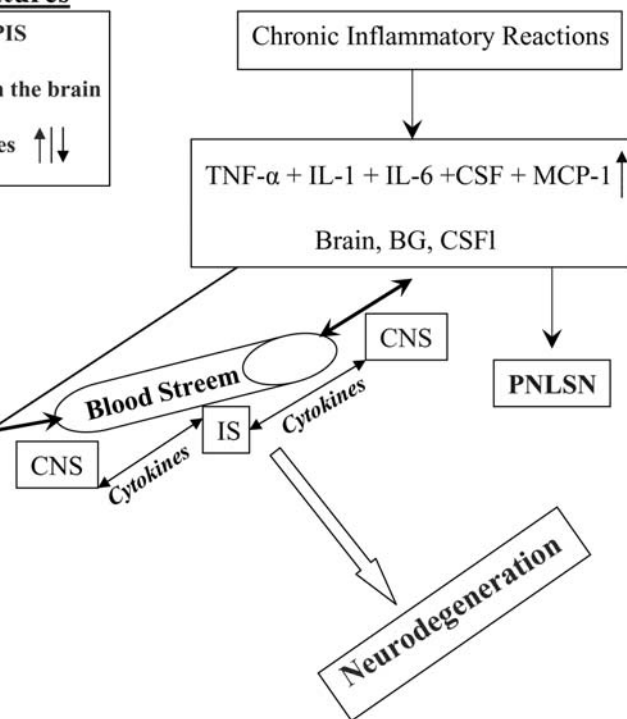 PIS
the brain
Chronic Inflammatory Reactions
TNF-α + IL-1 + IL-6 +CSF + MCP-1
Brain, BG, CSFl
Blood Streem
CNS
CNS
IS
Cytokines
Cytokines
PNLSN
Neurodegeneration